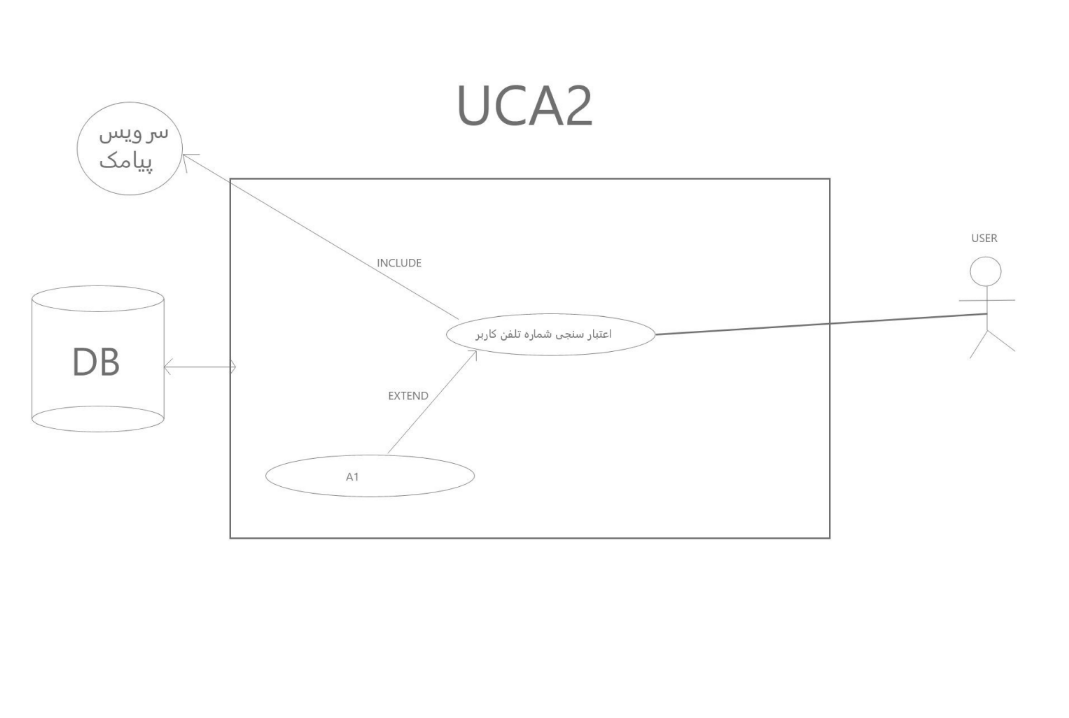 UCA2
سرویس
پیامک
USER
INCLUDE
اعتبار سنجی شماره تلفن کاربر
DB
EXTEND
A1